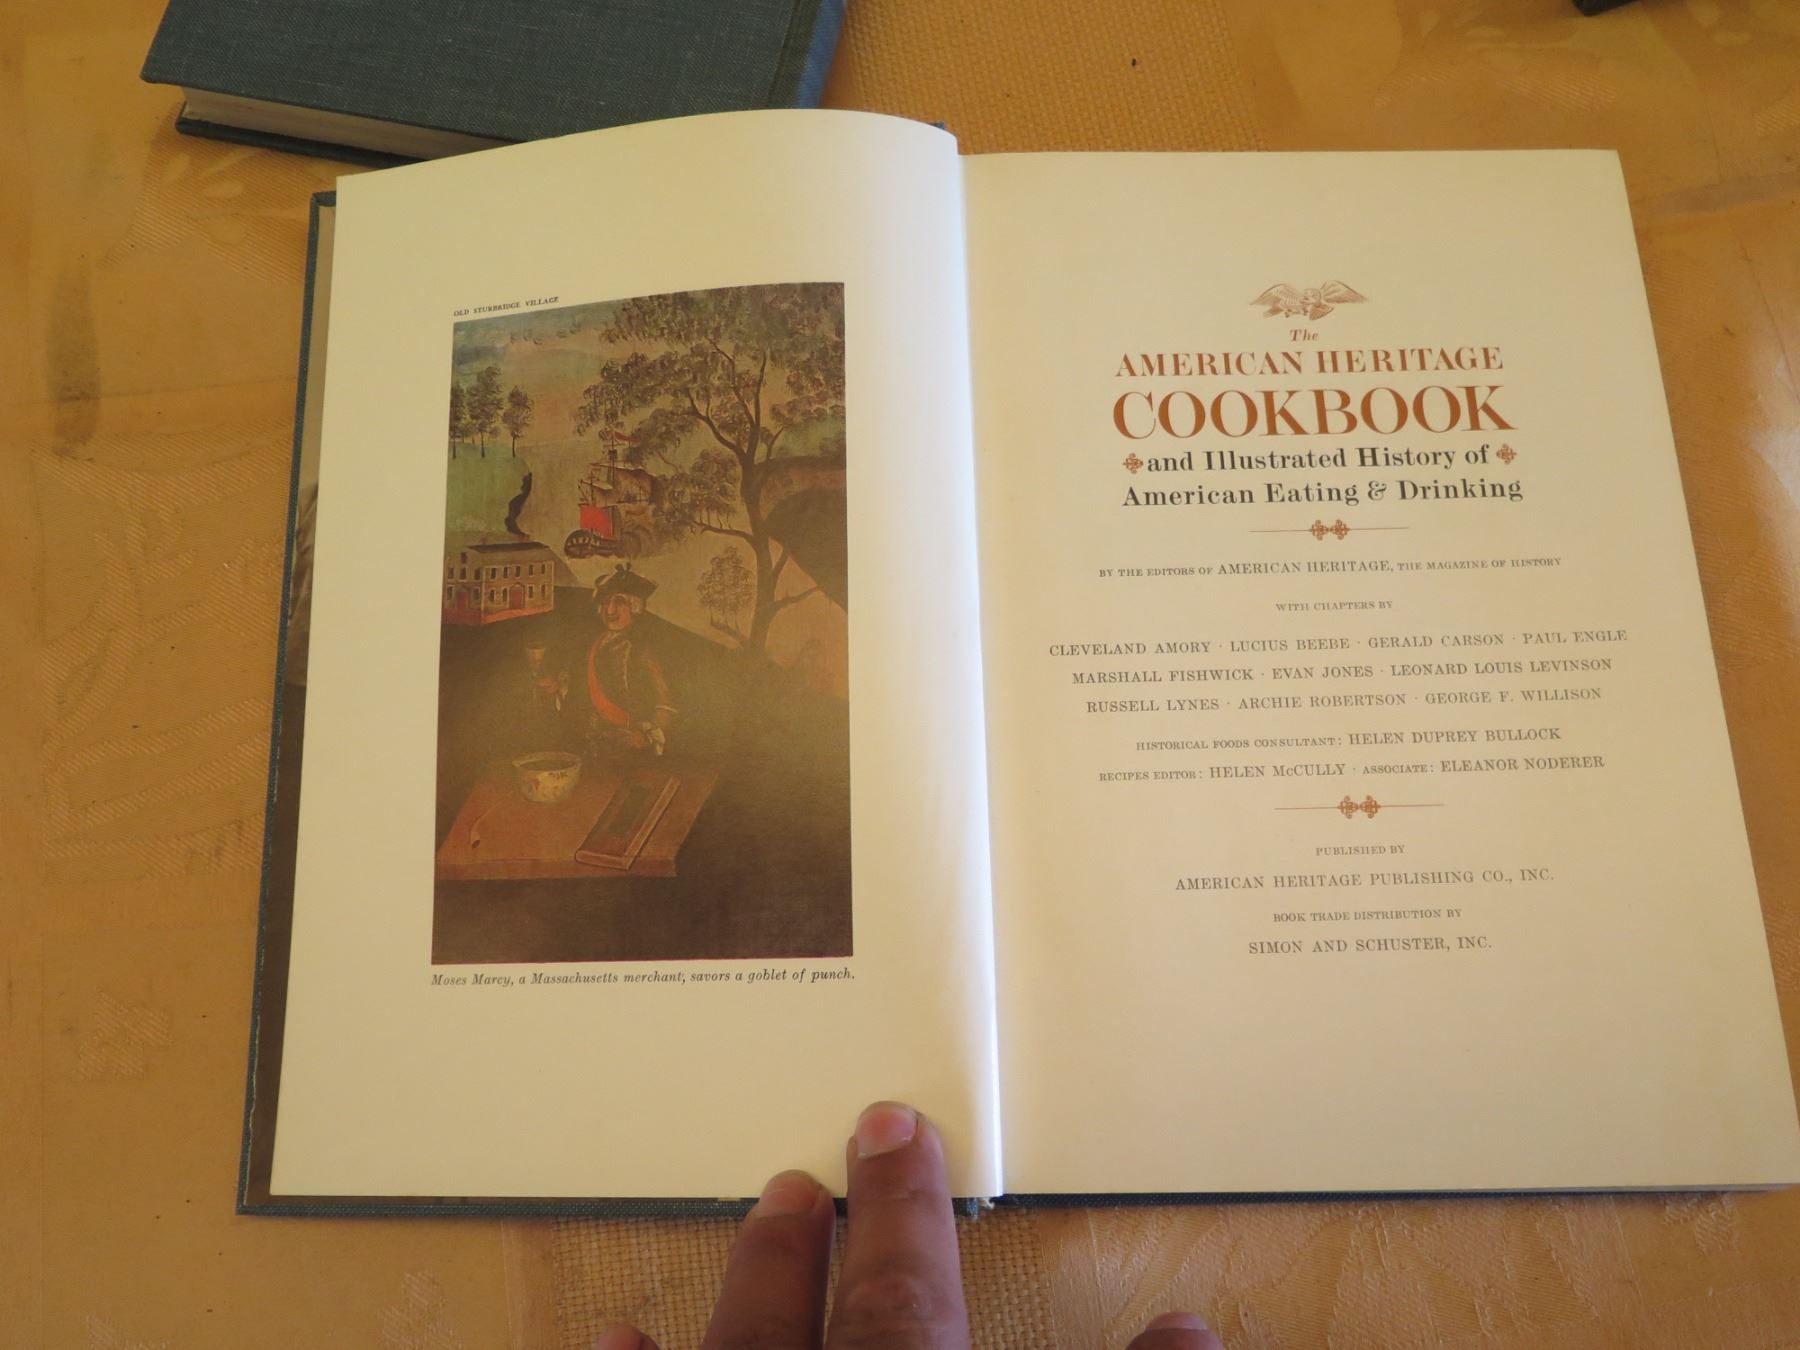 OLD STURBRIDGE VILLAGE
Moses Marcy, a Massachusetts merchant, savors a goblet of punch.
The
AMERICAN HERITAGE
COOKBOOK
and Illustrated History of
American Eating & Drinking
BY THE EDITORS OF AMERICAN HERITAGE, THE MAGAZINE OF HISTORY
WITH CHAPTERS BY
CLEVELAND AMORY · LUCIUS BEEBE · GERALD CARSON · PAUL ENGLE
MARSHALL FISHWICK · EVAN JONES · LEONARD LOUIS LEVINSON
RUSSELL LYNES · ARCHIE ROBERTSON · GEORGE F. WILLISON
HISTORICAL FOODS CONSULTANT: HELEN DUPREY BULLOCK
RECIPES EDITOR: HELEN McCULLY · ASSOCIATE: ELEANOR NODERER
PUBLISHED BY
AMERICAN HERITAGE PUBLISHING CO., INC.
BOOK TRADE DISTRIBUTION BY
SIMON AND SCHUSTER, INC.